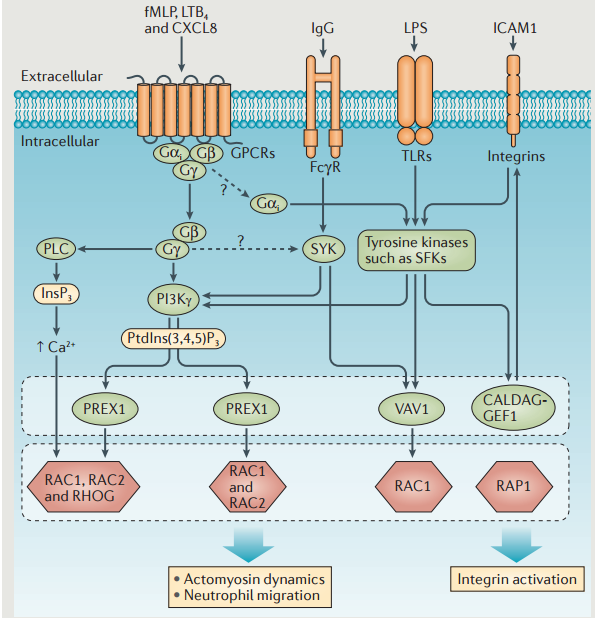 fMLP, LTB₄
and CXCL8
IgG
LPS
ICAM1
Extracellular
Intracellular
Gαᵢ
Gβ
Gγ
GPCRs
FcγR
TLRs
Integrins
?
Gαᵢ
Gβ
Gγ
?
PLC
SYK
Tyrosine kinases
such as SFKs
InsP₃
PI3Kγ
↑ Ca²⁺
PtdIns(3,4,5)P₃
PREX1
PREX1
VAV1
CALDAG-
GEF1
RAC1, RAC2
and RHOG
RAC1
and
RAC2
RAC1
RAP1
• Actomyosin dynamics
• Neutrophil migration
Integrin activation